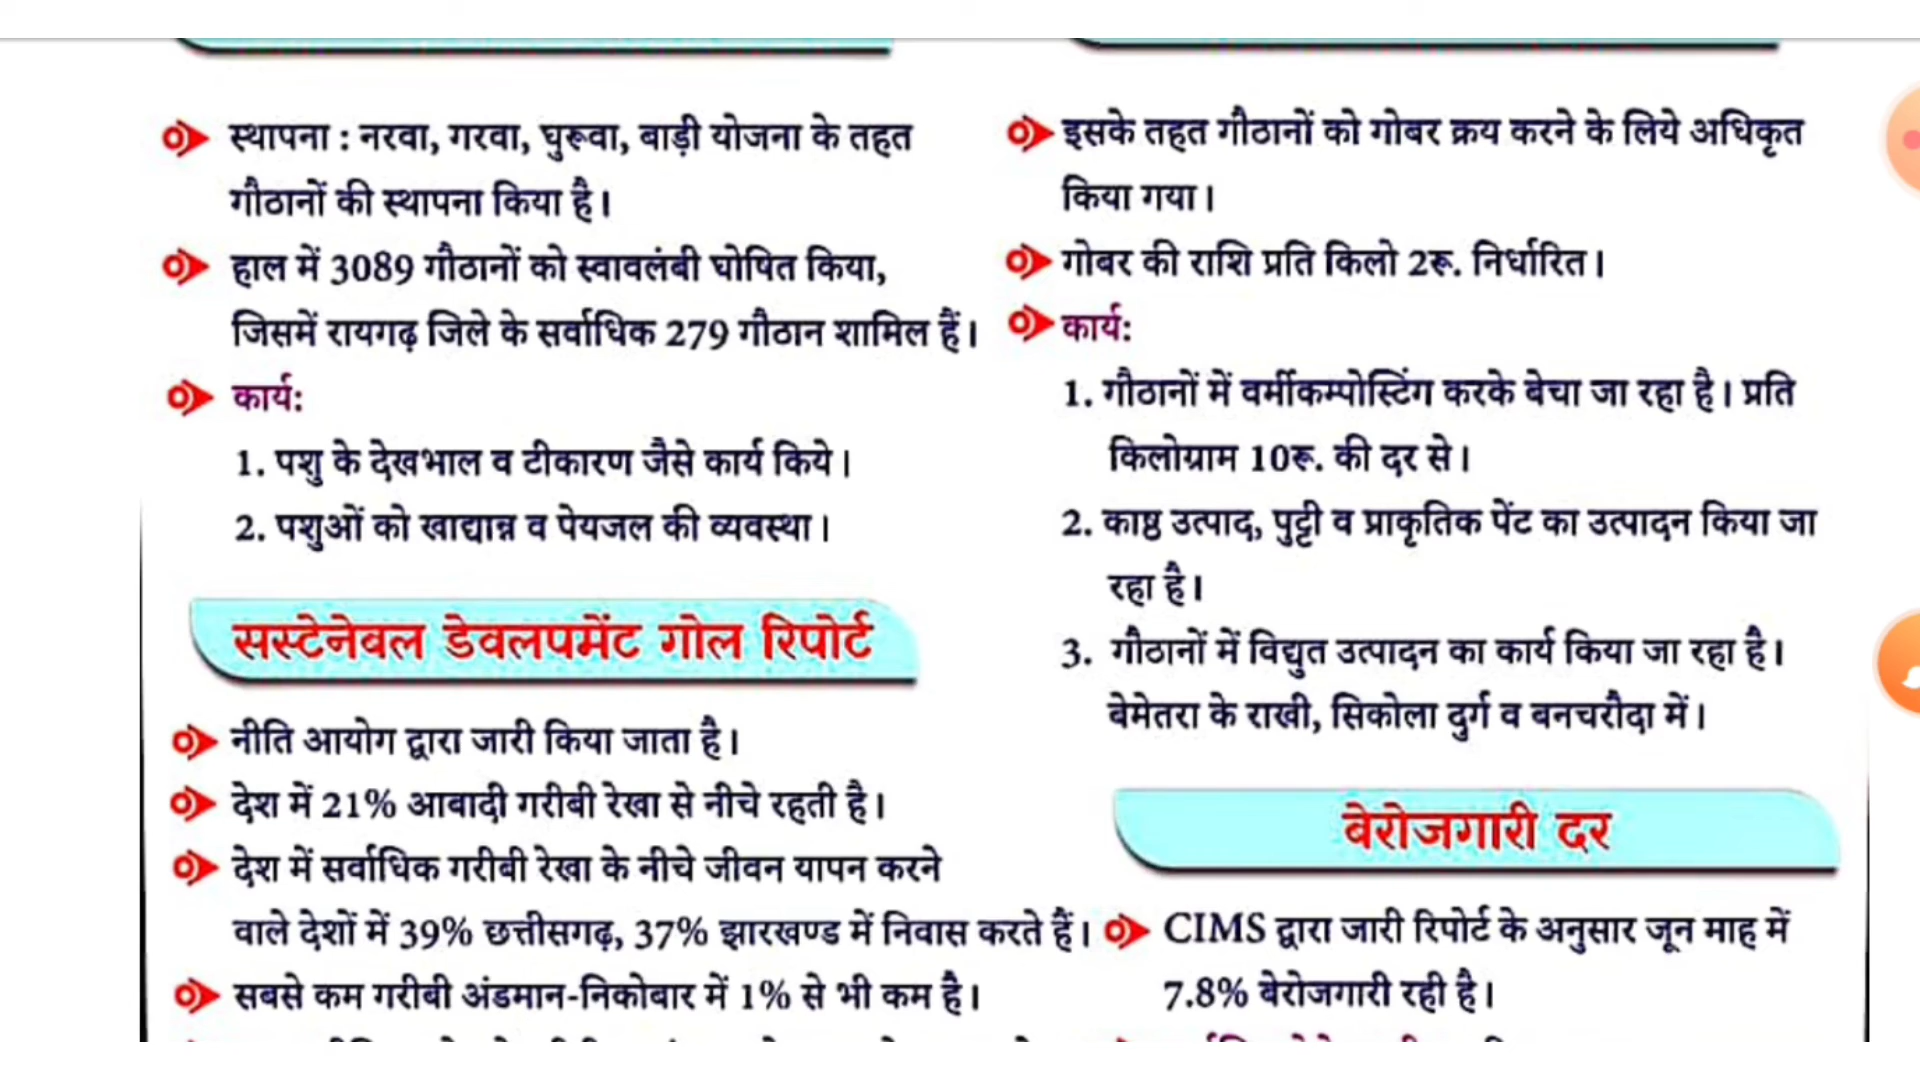 स्थापना : नरवा, गरवा, घुरूवा, बाड़ी योजना के तहत
गौठानों की स्थापना किया है।
हाल में 3089 गौठानों को स्वावलंबी घोषित किया,
जिसमें रायगढ़ जिले के सर्वाधिक 279 गौठान शामिल हैं।
कार्य:
1. पशु के देखभाल व टीकारण जैसे कार्य किये।
2. पशुओं को खाद्यान्न व पेयजल की व्यवस्था।
सस्टेनेबल डेवलपमेंट गोल रिपोर्ट
नीति आयोग द्वारा जारी किया जाता है।
देश में 21% आबादी गरीबी रेखा से नीचे रहती है।
देश में सर्वाधिक गरीबी रेखा के नीचे जीवन यापन करने
वाले देशों में 39% छत्तीसगढ़, 37% झारखण्ड में निवास करते हैं।
सबसे कम गरीबी अंडमान-निकोबार में 1% से भी कम है।
इसके तहत गौठानों को गोबर क्रय करने के लिये अधिकृत
किया गया।
गोबर की राशि प्रति किलो 2रू. निर्धारित।
कार्य:
1. गौठानों में वर्मीकम्पोस्टिंग करके बेचा जा रहा है। प्रति
किलोग्राम 10रू. की दर से।
2. काष्ठ उत्पाद, पुट्टी व प्राकृतिक पेंट का उत्पादन किया जा
रहा है।
3. गौठानों में विद्युत उत्पादन का कार्य किया जा रहा है।
बेमेतरा के राखी, सिकोला दुर्ग व बनचरौदा में।
बेरोजगारी दर
CIMS द्वारा जारी रिपोर्ट के अनुसार जून माह में
7.8% बेरोजगारी रही है।